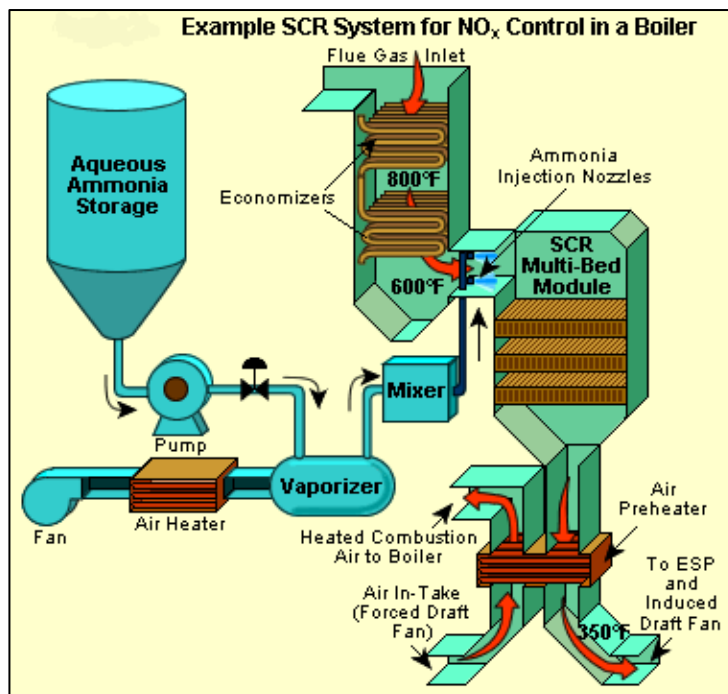 Example SCR System for NOx Control in a Boiler
Flue Gas Inlet
Aqueous
Ammonia
Storage
Economizers
800°F
Ammonia
Injection Nozzles
600°F
SCR
Multi-Bed
Module
Mixer
Pump
Vaporizer
Fan
Air Heater
Heated Combustion
Air to Boiler
Air
Preheater
Air In-Take
(Forced Draft
Fan)
To ESP
and
Induced
Draft Fan
350°F